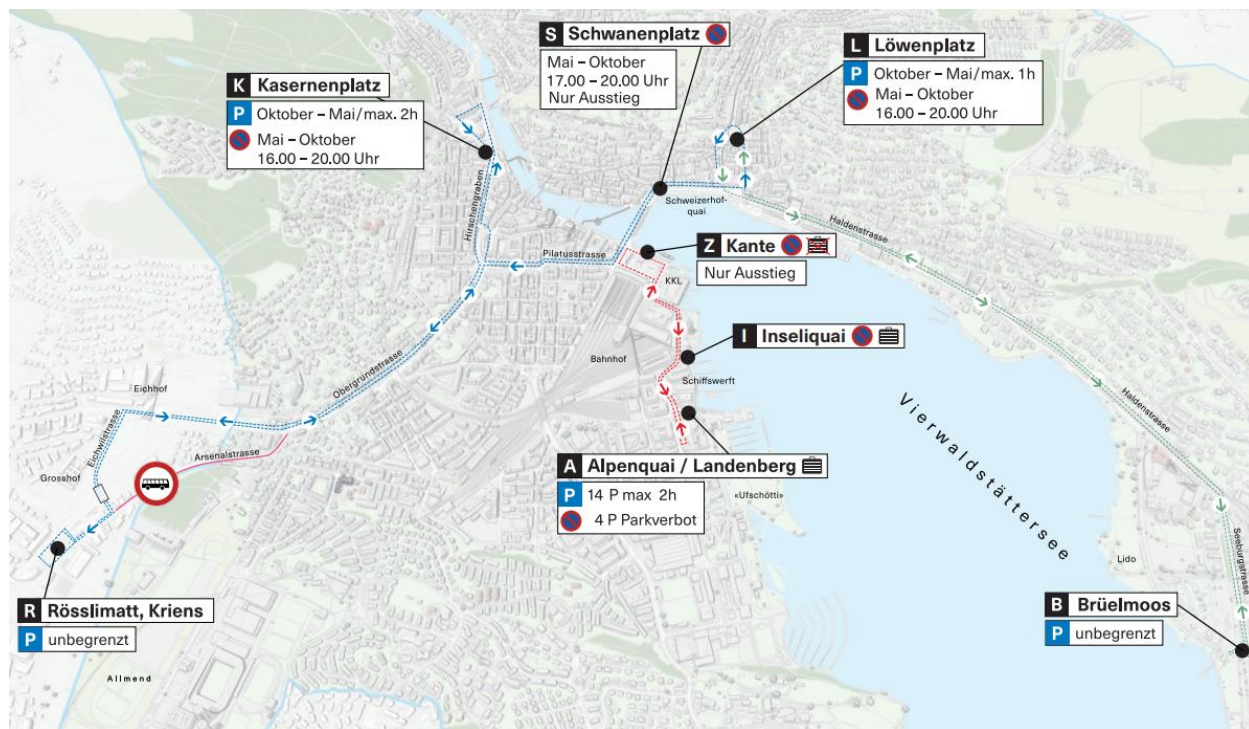 S Schwanenplatz
Mai – Oktober
17.00 – 20.00 Uhr
Nur Ausstieg
L Löwenplatz
P Oktober – Mai/max. 1h
Mai – Oktober
16.00 – 20.00 Uhr
K Kasernenplatz
P Oktober – Mai/max. 2h
Mai – Oktober
16.00 – 20.00 Uhr
Hirschengraben
Schweizerhof-
quai
Haldenstrasse
Pilatusstrasse
Z Kante
Nur Ausstieg
KKL
I Inseliquai
Bahnhof
Schiffswerft
Obergrundstrasse
Eichhof
Eichwilstrasse
Arsenalstrasse
Grosshof
Haldenstrasse
Vierwaldstättersee
A Alpenquai / Landenberg
P 14 P max 2h
4 P Parkverbot
«Ufschötti»
Lido
Seeburgstrasse
R Rösslimatt, Kriens
P unbegrenzt
B Brüelmoos
P unbegrenzt
Allmend